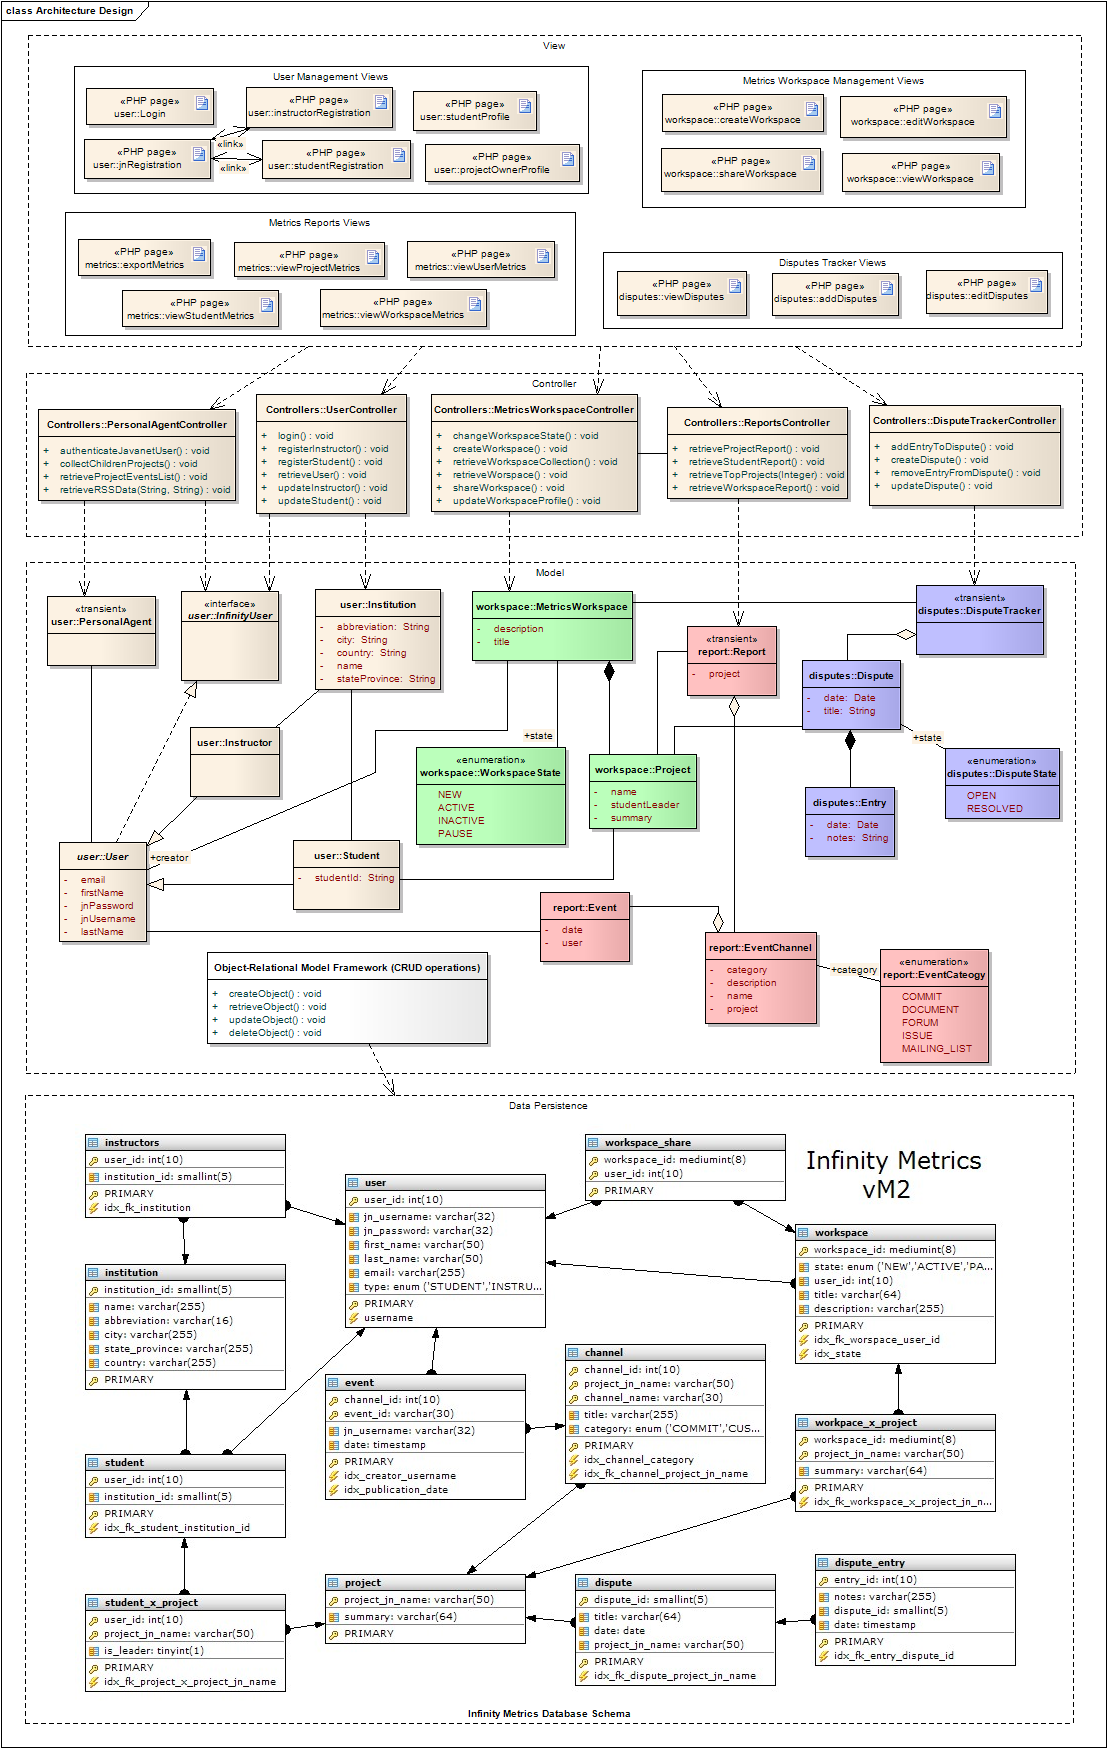 class Architecture Design
View
User Management Views
«PHP page»
user::Login
«PHP page»
user::instructorRegistration
«PHP page»
user::studentProfile
«link»
«PHP page»
user::jnRegistration
«link»
«PHP page»
user::studentRegistration
«PHP page»
user::projectOwnerProfile
Metrics Workspace Management Views
«PHP page»
workspace::createWorkspace
«PHP page»
workspace::editWorkspace
«PHP page»
workspace::shareWorkspace
«PHP page»
workspace::viewWorkspace
Metrics Reports Views
«PHP page»
metrics::exportMetrics
«PHP page»
metrics::viewProjectMetrics
«PHP page»
metrics::viewUserMetrics
«PHP page»
metrics::viewStudentMetrics
«PHP page»
metrics::viewWorkspaceMetrics
Disputes Tracker Views
«PHP page»
disputes::viewDisputes
«PHP page»
disputes::addDisputes
«PHP page»
disputes::editDisputes
Controller
Controllers::PersonalAgentController
+ authenticateJavanetUser() : void
+ collectChildrenProjects() : void
+ retrieveProjectEventsList() : void
+ retrieveRSSData(String, String) : void
Controllers::UserController
+ login() : void
+ registerInstructor() : void
+ registerStudent() : void
+ retrieveUser() : void
+ updateInstructor() : void
+ updateStudent() : void
Controllers::MetricsWorkspaceController
+ changeWorkspaceState() : void
+ createWorkspace() : void
+ retrieveWorkspaceCollection() : void
+ retrieveWorspace() : void
+ shareWorkspace() : void
+ updateWorkspaceProfile() : void
Controllers::ReportsController
+ retrieveProjectReport() : void
+ retrieveStudentReport() : void
+ retrieveTopProjects(Integer) : void
+ retrieveWorkspaceReport() : void
Controllers::DisputeTrackerController
+ addEntryToDispute() : void
+ createDispute() : void
+ removeEntryFromDispute() : void
+ updateDispute() : void
Model
«transient»
user::PersonalAgent
«interface»
user::InfinityUser
user::Institution
- abbreviation: String
- city: String
- country: String
- name
- stateProvince: String
workspace::MetricsWorkspace
- description
- title
«transient»
report::Report
- project
«transient»
disputes::DisputeTracker
disputes::Dispute
- date: Date
- title: String
user::Instructor
+state
+state
«enumeration»
workspace::WorkspaceState
NEW
ACTIVE
INACTIVE
PAUSE
workspace::Project
- name
- studentLeader
- summary
«enumeration»
disputes::DisputeState
OPEN
RESOLVED
disputes::Entry
- date: Date
- notes: String
user::User
- email
- firstName
- jnPassword
- jnUsername
- lastName
+creator
user::Student
- studentId: String
report::Event
- date
- user
report::EventChannel
- category
- description
- name
- project
+category
«enumeration»
report::EventCateogy
COMMIT
DOCUMENT
FORUM
ISSUE
MAILING_LIST
Object-Relational Model Framework (CRUD operations)
+ createObject() : void
+ retrieveObject() : void
+ updateObject() : void
+ deleteObject() : void
Data Persistence
Infinity Metrics
vM2
instructors
user_id: int(10)
institution_id: smallint(5)
PRIMARY
idx_fk_institution
user
user_id: int(10)
jn_username: varchar(32)
jn_password: varchar(32)
first_name: varchar(50)
last_name: varchar(50)
email: varchar(255)
type: enum ('STUDENT','INSTRU...
PRIMARY
username
workspace_share
workspace_id: mediumint(8)
user_id: int(10)
PRIMARY
workspace
workspace_id: mediumint(8)
state: enum ('NEW','ACTIVE','PA...
user_id: int(10)
title: varchar(64)
description: varchar(255)
PRIMARY
idx_fk_worspace_user_id
idx_state
institution
institution_id: smallint(5)
name: varchar(255)
abbreviation: varchar(16)
city: varchar(255)
state_province: varchar(255)
country: varchar(255)
PRIMARY
event
channel_id: int(10)
event_id: varchar(30)
jn_username: varchar(32)
date: timestamp
PRIMARY
idx_creator_username
idx_publication_date
channel
channel_id: int(10)
project_jn_name: varchar(50)
channel_name: varchar(30)
title: varchar(255)
category: enum ('COMMIT','CUS...
PRIMARY
idx_channel_category
idx_fk_channel_project_jn_name
workpace_x_project
workspace_id: mediumint(8)
project_jn_name: varchar(50)
summary: varchar(64)
PRIMARY
idx_fk_workspace_x_project_jn_n...
student
user_id: int(10)
institution_id: smallint(5)
PRIMARY
idx_fk_student_institution_id
student_x_project
user_id: int(10)
project_jn_name: varchar(50)
is_leader: tinyint(1)
PRIMARY
idx_fk_project_x_project_jn_name
project
project_jn_name: varchar(50)
summary: varchar(64)
PRIMARY
dispute
dispute_id: smallint(5)
title: varchar(64)
date: date
project_jn_name: varchar(50)
PRIMARY
idx_fk_dispute_project_jn_name
dispute_entry
entry_id: int(10)
notes: varchar(255)
dispute_id: smallint(5)
date: timestamp
PRIMARY
idx_fk_entry_dispute_id
Infinity Metrics Database Schema